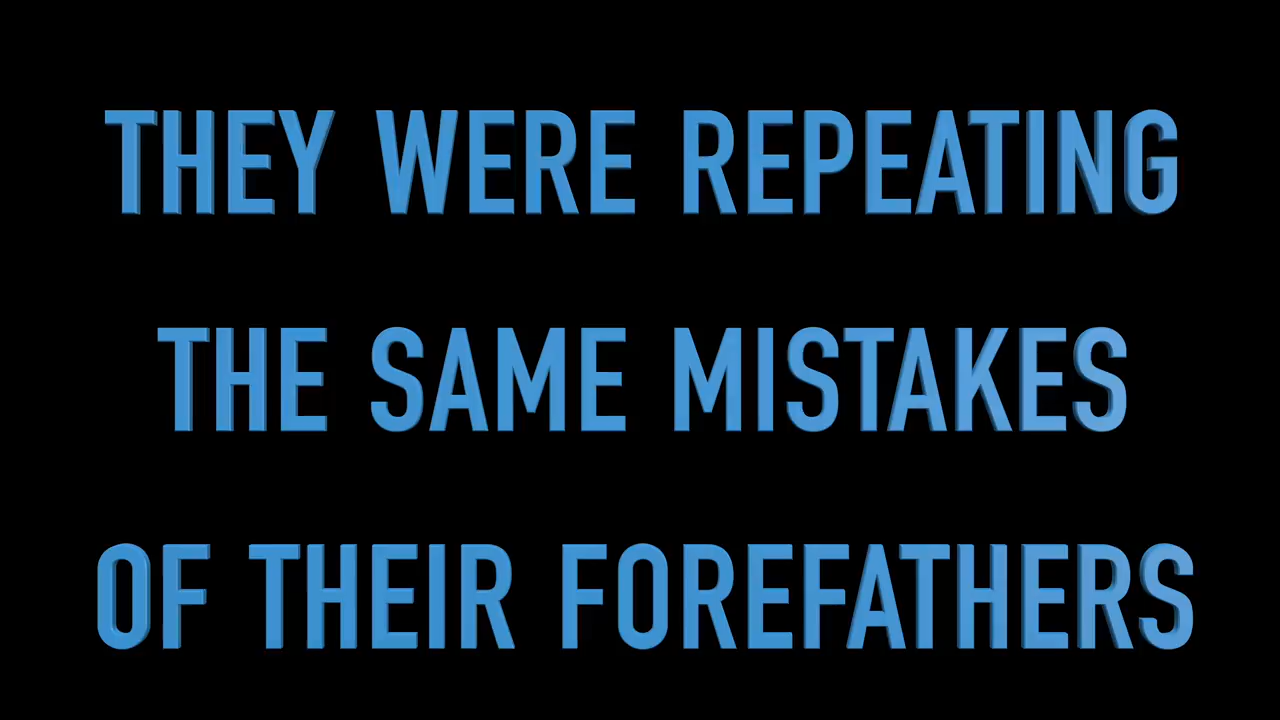 THEY WERE REPEATING
THE SAME MISTAKES
OF THEIR FOREFATHERS